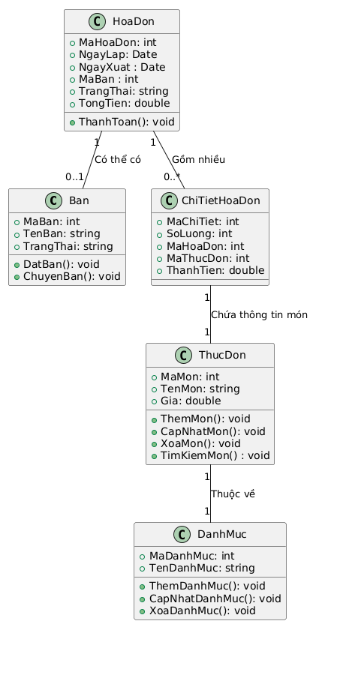 C HoaDon
MaHoaDon: int
NgayLap: Date
NgayXuat : Date
MaBan : int
TrangThai: string
TongTien: double
ThanhToan(): void
1
1
Có thể có
Gồm nhiều
0..1
0..*
C Ban
MaBan: int
TenBan: string
TrangThai: string
DatBan(): void
ChuyenBan(): void
C ChiTietHoaDon
MaChiTiet: int
SoLuong: int
MaHoaDon: int
MaThucDon: int
ThanhTien: double
1
Chứa thông tin món
1
C ThucDon
MaMon: int
TenMon: string
Gia: double
ThemMon(): void
CapNhatMon(): void
XoaMon(): void
TimKiemMon() : void
1
Thuộc về
1
C DanhMuc
MaDanhMuc: int
TenDanhMuc: string
ThemDanhMuc(): void
CapNhatDanhMuc(): void
XoaDanhMuc(): void